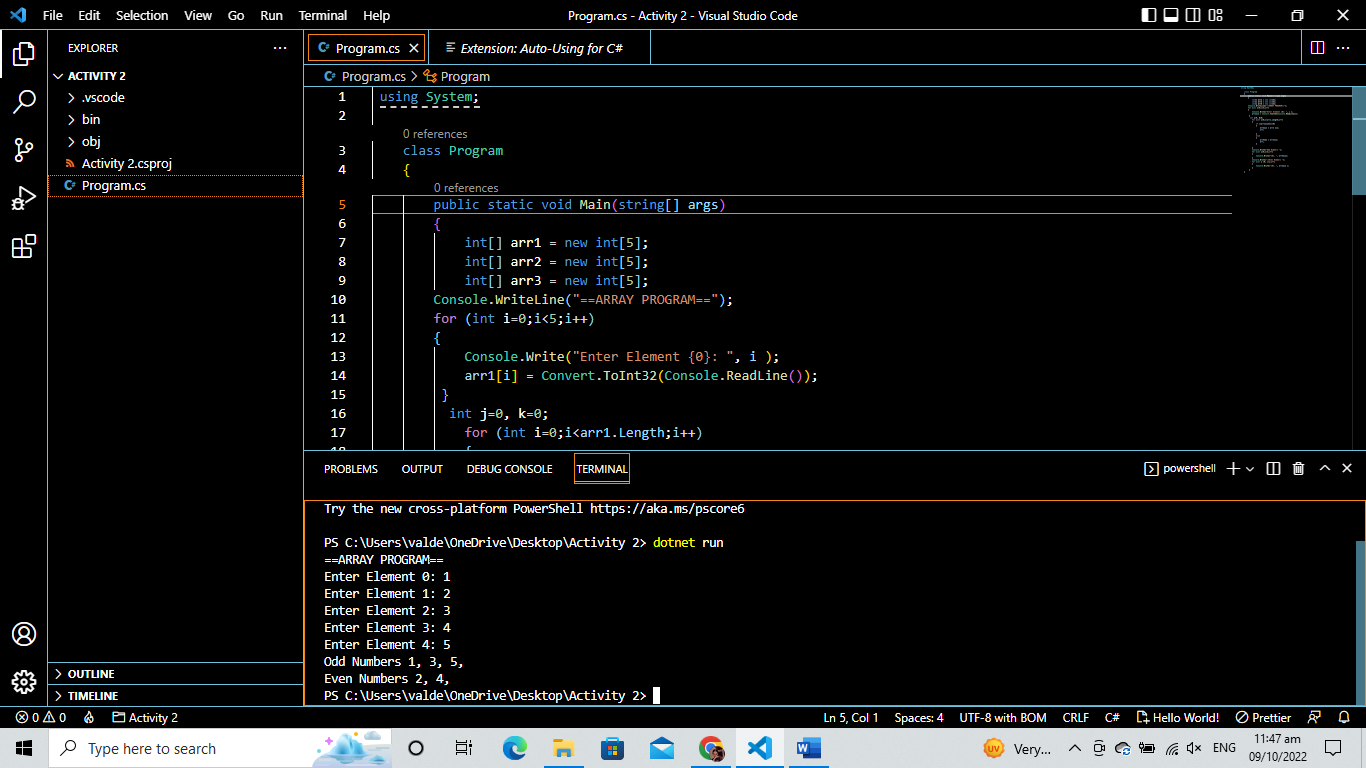 File Edit Selection View Go Run Terminal Help Program.cs - Activity 2 - Visual Studio Code
EXPLORER
ACTIVITY 2
.vscode
bin
obj
Activity 2.csproj
Program.cs
OUTLINE
TIMELINE
Program.cs Extension: Auto-Using for C#
Program.cs > Program
1 using System;
2
0 references
3 class Program
4 {
0 references
5 public static void Main(string[] args)
6 {
7 int[] arr1 = new int[5];
8 int[] arr2 = new int[5];
9 int[] arr3 = new int[5];
10 Console.WriteLine("==ARRAY PROGRAM==");
11 for (int i=0;i<5;i++)
12 {
13 Console.Write("Enter Element {0}: ", i );
14 arr1[i] = Convert.ToInt32(Console.ReadLine());
15 }
16 int j=0, k=0;
17 for (int i=0;i<arr1.Length;i++)
18 {
PROBLEMS OUTPUT DEBUG CONSOLE TERMINAL powershell
Try the new cross-platform PowerShell https://aka.ms/pscore6
PS C:\Users\valde\OneDrive\Desktop\Activity 2> dotnet run
==ARRAY PROGRAM==
Enter Element 0: 1
Enter Element 1: 2
Enter Element 2: 3
Enter Element 3: 4
Enter Element 4: 5
Odd Numbers 1, 3, 5,
Even Numbers 2, 4,
PS C:\Users\valde\OneDrive\Desktop\Activity 2>
0 0 Activity 2 Ln 5, Col 1 Spaces: 4 UTF-8 with BOM CRLF C# Hello World! Prettier
Type here to search UV Very... ENG 11:47 am
09/10/2022